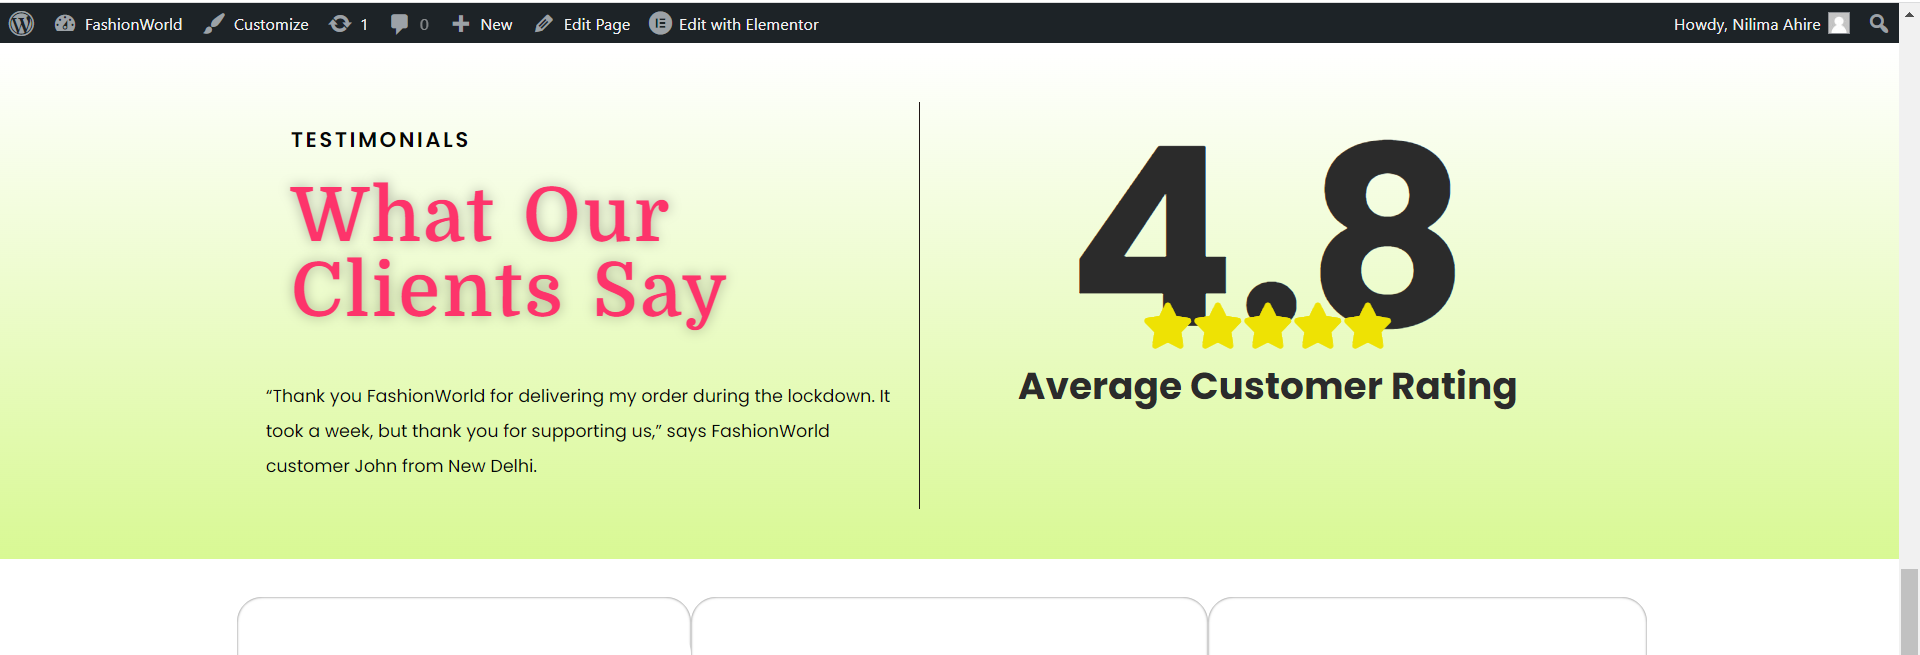 FashionWorld Customize 1 0 New Edit Page Edit with Elementor Howdy, Nilima Ahire
TESTIMONIALS
What Our
Clients Say
“Thank you FashionWorld for delivering my order during the lockdown. It
took a week, but thank you for supporting us,” says FashionWorld
customer John from New Delhi.
4.8
Average Customer Rating